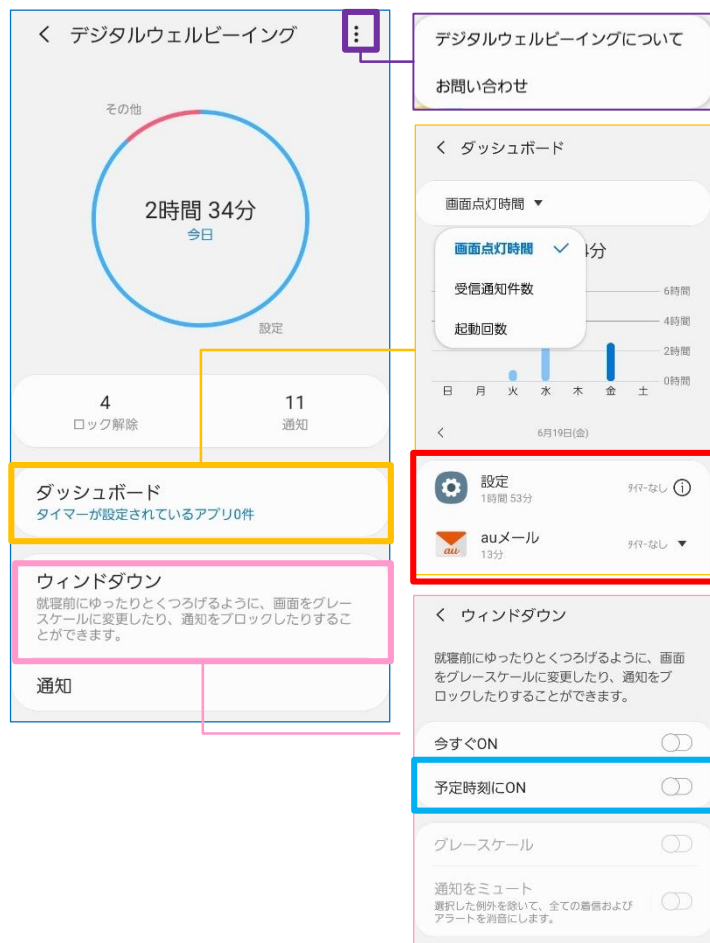 デジタルウェルビーイング
その他
2時間 34分
今日
設定
4
ロック解除
11
通知
ダッシュボード
タイマーが設定されているアプリ0件
ウィンドダウン
就寝前にゆったりとくつろげるように、画面をグレー
スケールに変更したり、通知をブロックしたりするこ
とができます。
通知
デジタルウェルビーイングについて
お問い合わせ
ダッシュボード
画面点灯時間
画面点灯時間
分
受信通知件数
起動回数
6時間
4時間
2時間
0時間
日 月 火 水 木 金 土
6月19日(金)
設定
1時間 53分
ﾀｲﾏｰなし
au
auメール
13分
ﾀｲﾏｰなし
ウィンドダウン
就寝前にゆったりとくつろげるように、画面
をグレースケールに変更したり、通知をブ
ロックしたりすることができます。
今すぐON
予定時刻にON
グレースケール
通知をミュート
選択した例外を除いて、全ての着信および
アラートを消音にします。